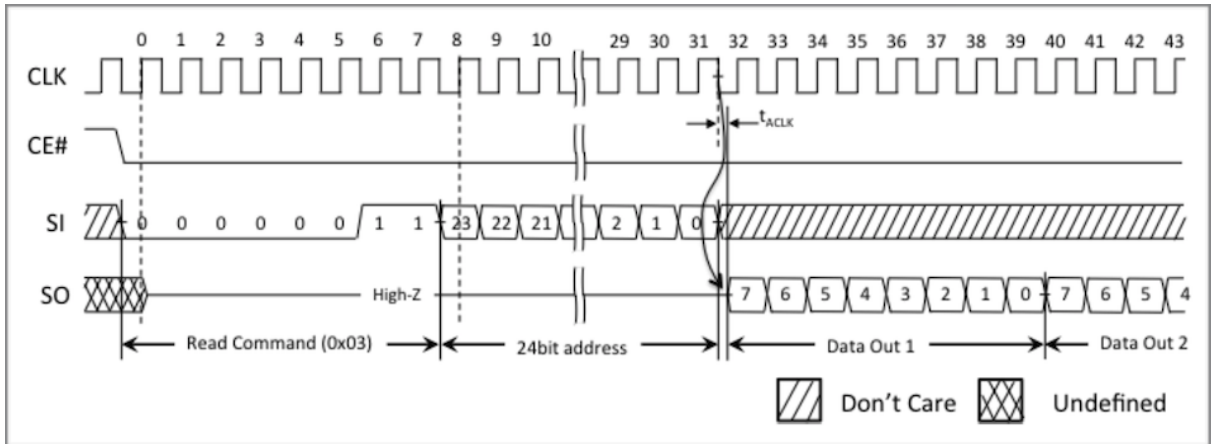 0 1 2 3 4 5 6 7 8 9 10 29 30 31 32 33 34 35 36 37 38 39 40 41 42 43
CLK
tACLK
CE#
SI 0 0 0 0 0 0 1 1 23 22 21 2 1 0
SO High-Z 7 6 5 4 3 2 1 0 7 6 5 4
Read Command (0x03) 24bit address Data Out 1 Data Out 2
Don't Care Undefined